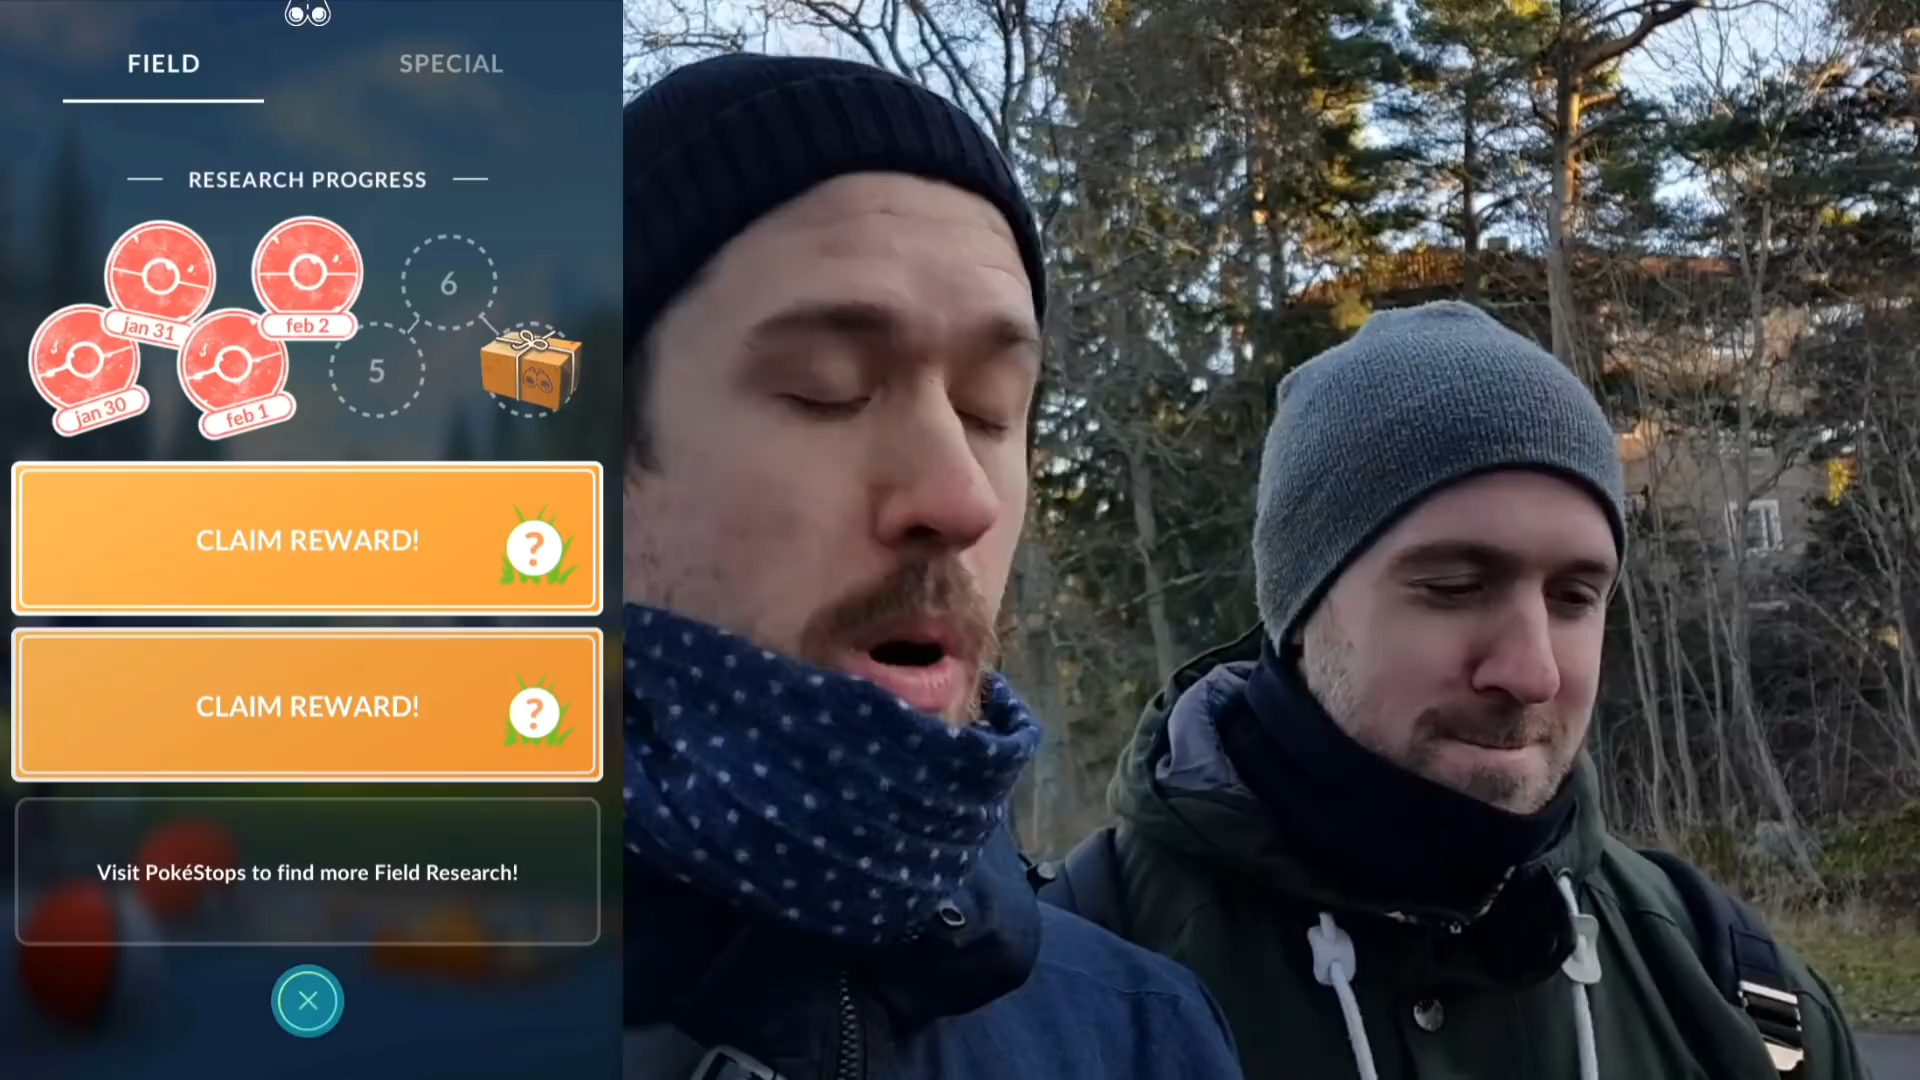 FIELD
SPECIAL
RESEARCH PROGRESS
jan 31
feb 2
6
jan 30
feb 1
5
CLAIM REWARD!
?
CLAIM REWARD!
?
Visit PokéStops to find more Field Research!